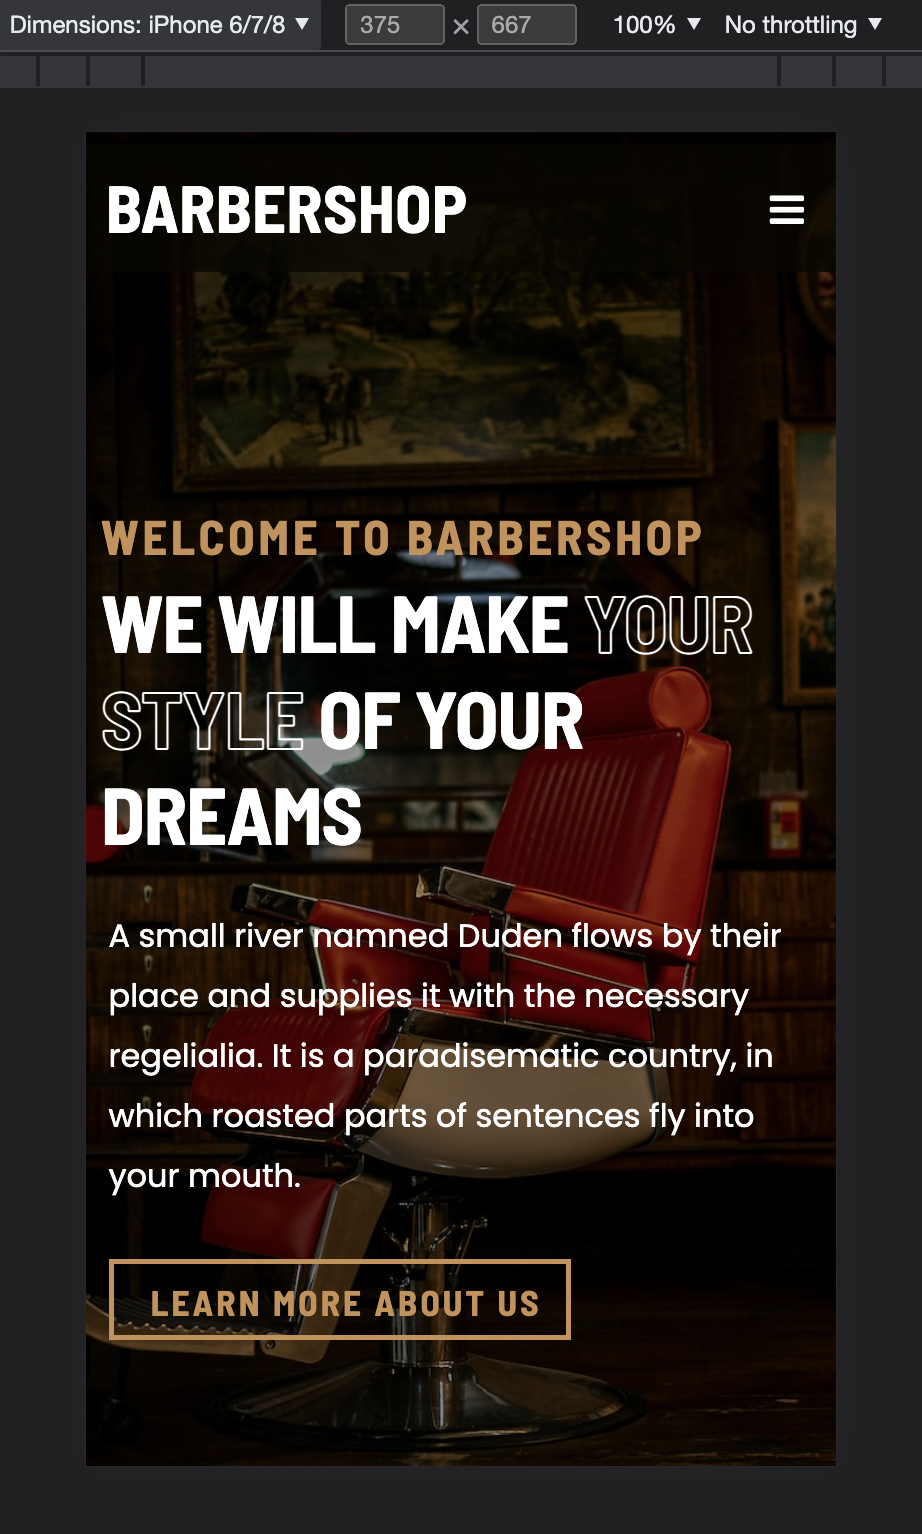 Dimensions: iPhone 6/7/8 ▼ 375 × 667 100% ▼ No throttling ▼
BARBERSHOP
WELCOME TO BARBERSHOP
WE WILL MAKE YOUR
STYLE OF YOUR
DREAMS
A small river namned Duden flows by their
place and supplies it with the necessary
regelialia. It is a paradisematic country, in
which roasted parts of sentences fly into
your mouth.
LEARN MORE ABOUT US